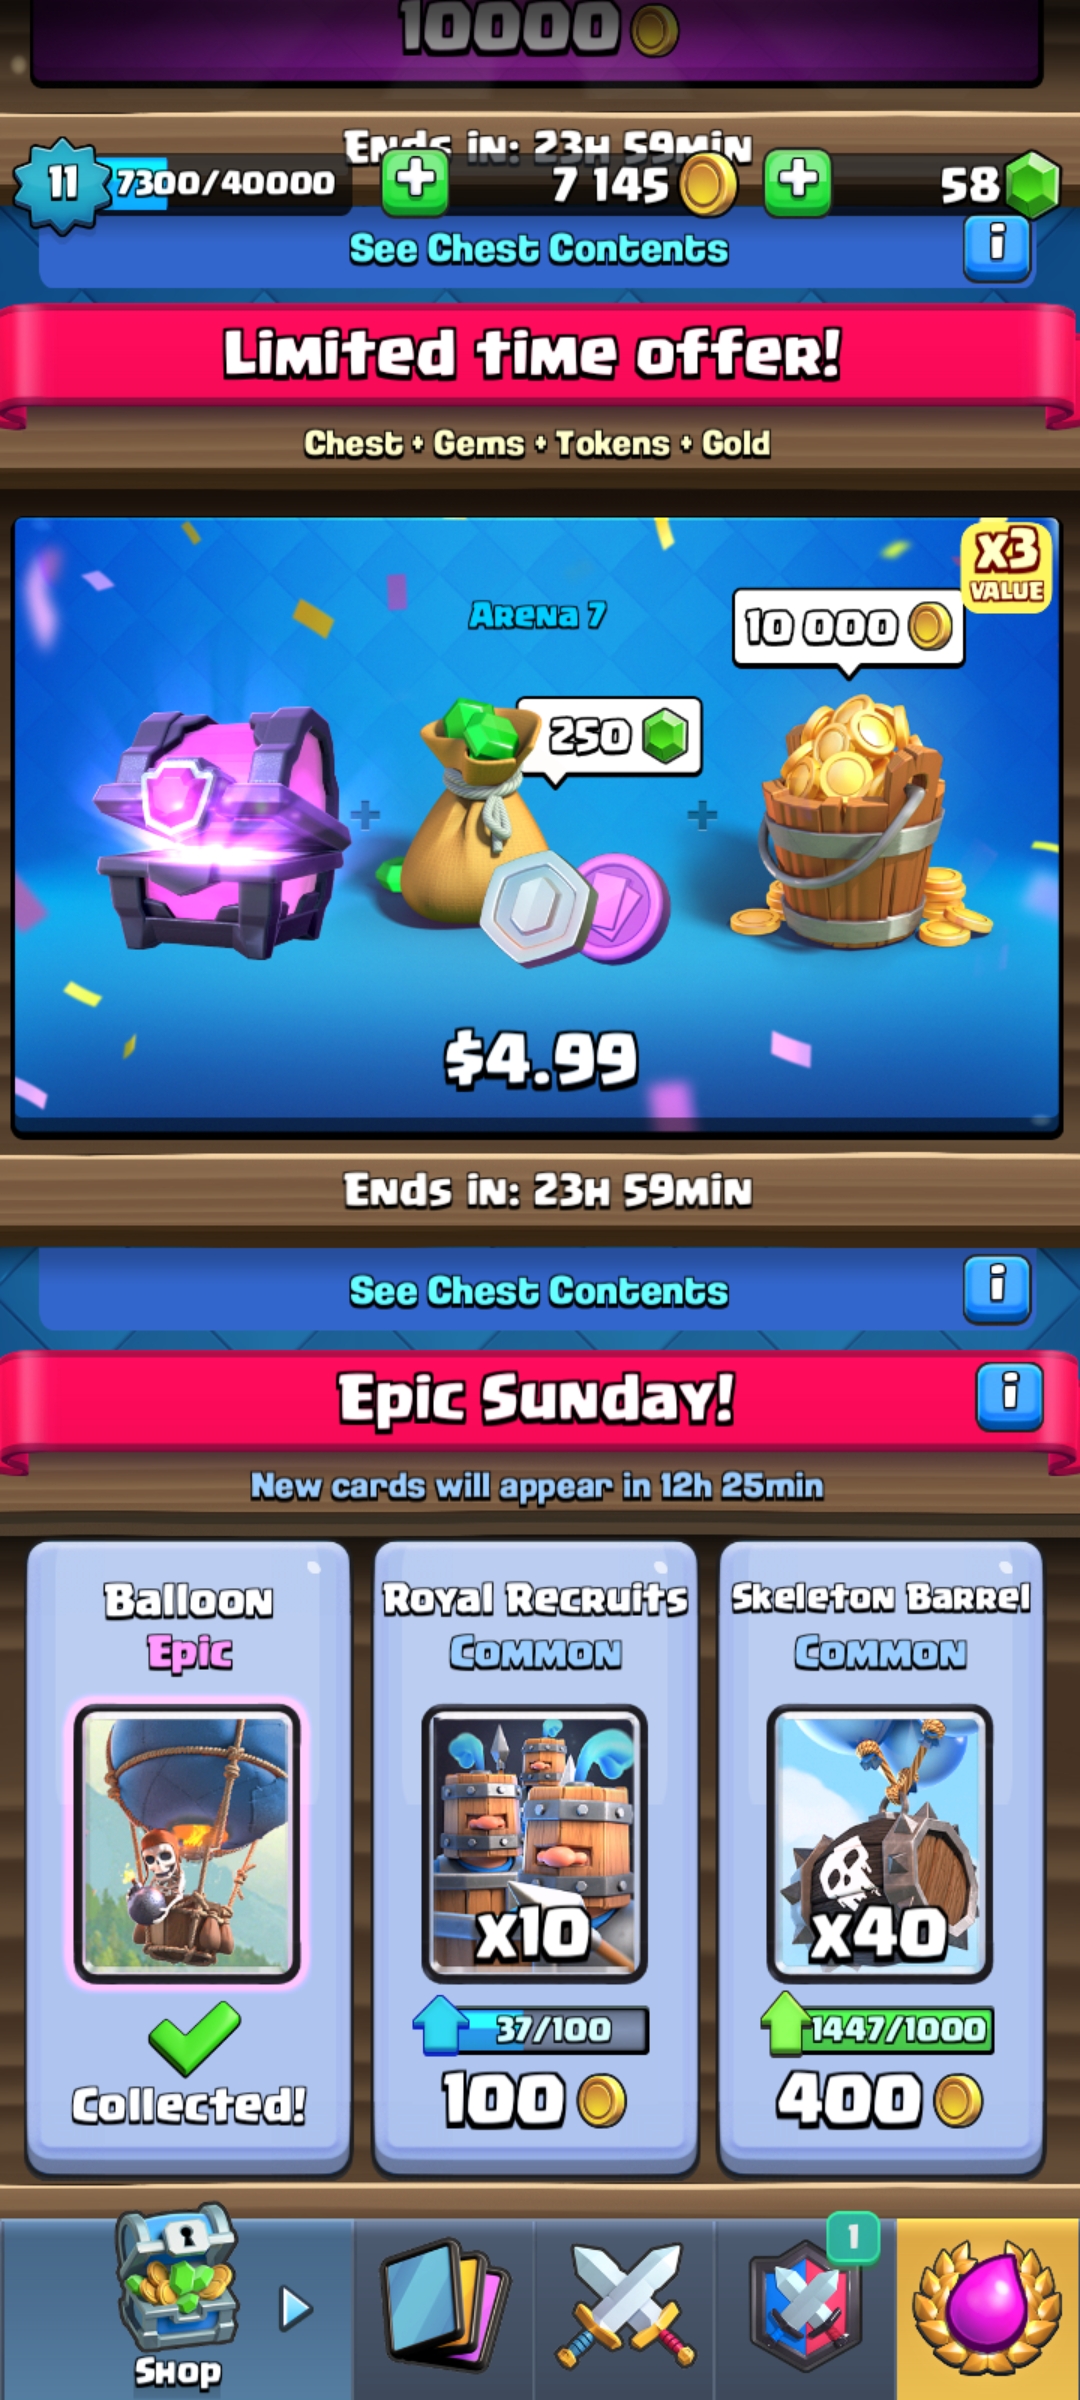 10000
Ends in: 23h 59min
11 7300/40000 7 145 58
See Chest Contents
Limited time offer!
Chest + Gems + Tokens + Gold
x3
VALUE
Arena 7
10 000
250
$4.99
Ends in: 23h 59min
See Chest Contents
Epic Sunday!
New cards will appear in 12h 25min
Balloon
Epic
Collected!
Royal Recruits
Common
x10
37/100
100
Skeleton Barrel
Common
x40
1447/1000
400
1
Shop